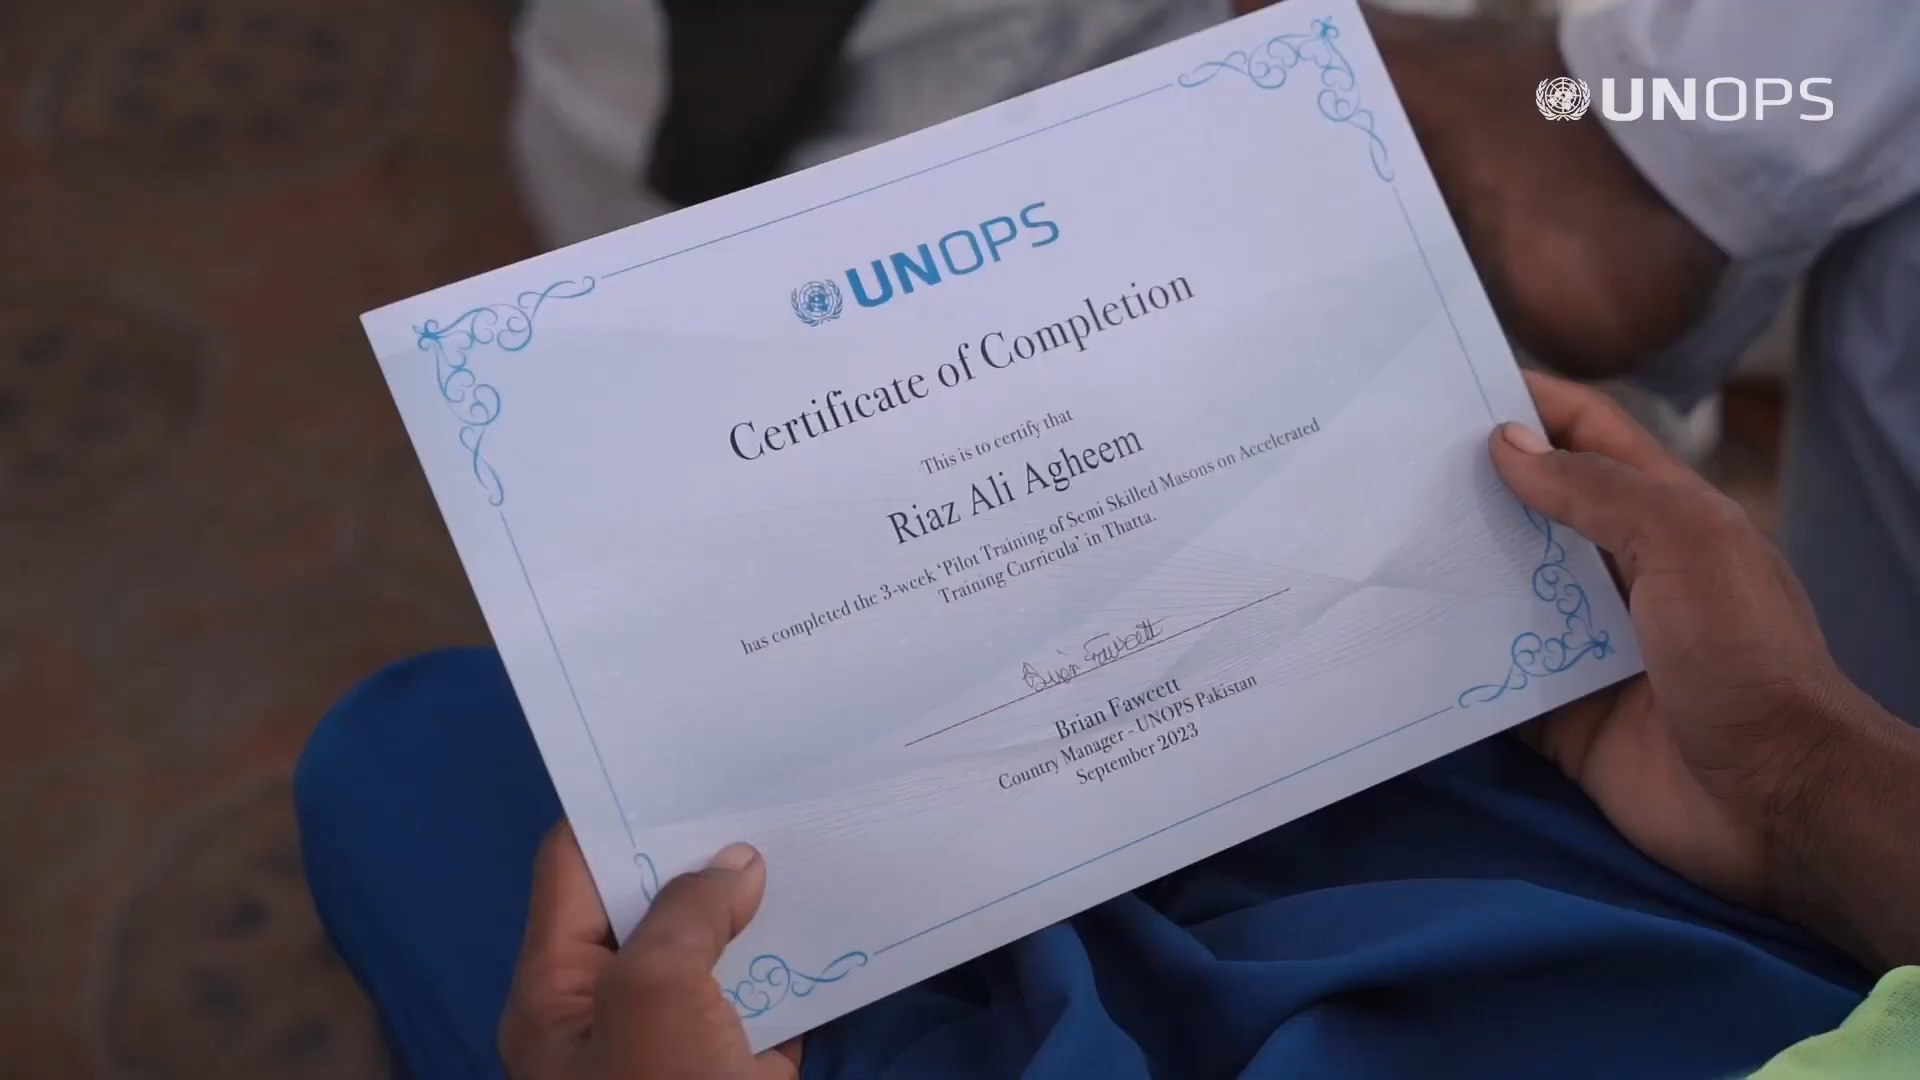 UNOPS
UNOPS
Certificate of Completion
This is to certify that
Riaz Ali Agheem
has completed the 3-week ‘Pilot Training of Semi Skilled Masons on Accelerated
Training Curricula’ in Thatta.
Brian Fawcett
Brian Fawcett
Country Manager - UNOPS Pakistan
September 2023